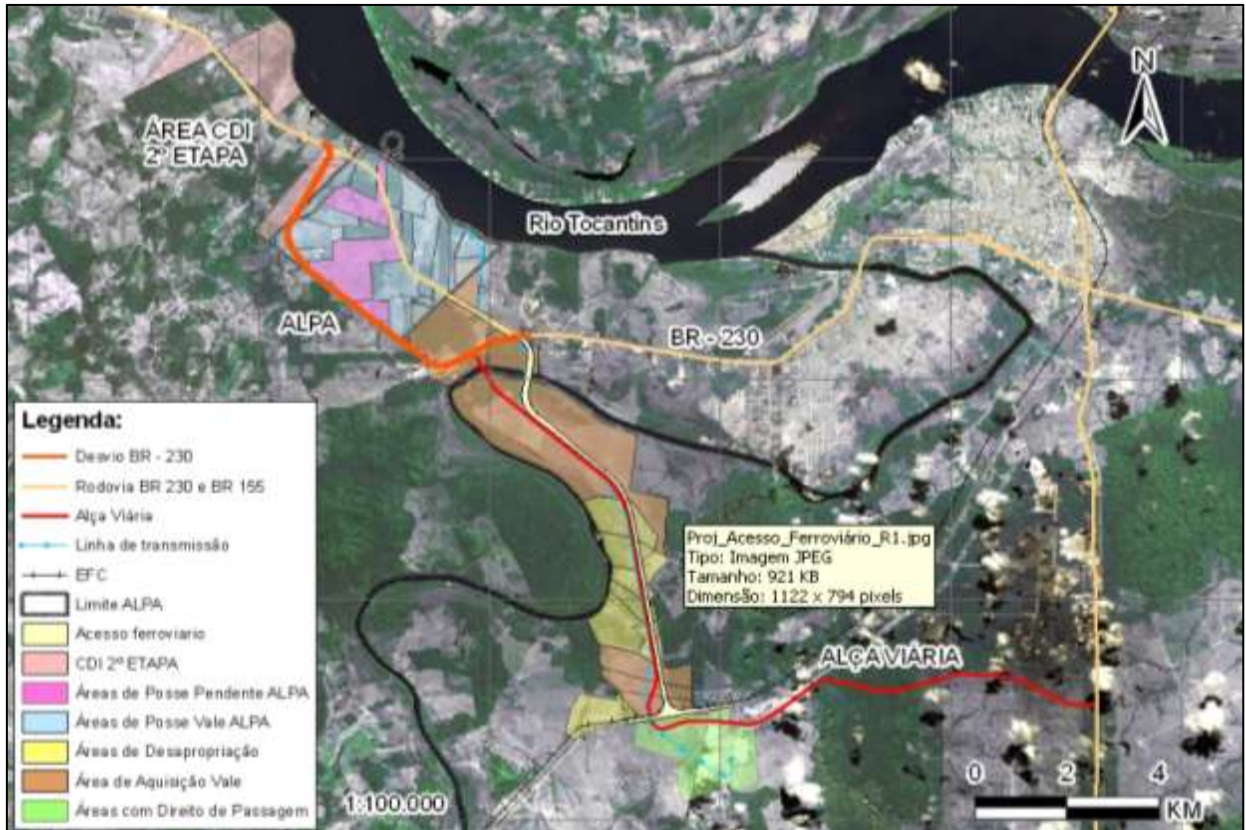 N
ÁREA CDI
2º ETAPA
Rio Tocantins
ALPA
BR - 230
Legenda:
Desvio BR - 230
Rodovia BR 230 e BR 155
Alça Viária
Linha de transmissão
EFC
Limite ALPA
Acesso ferroviario
CDI 2º ETAPA
Áreas de Posse Pendente ALPA
Áreas de Posse Vale ALPA
Áreas de Desapropriação
Área de Aquisição Vale
Áreas com Direito de Passagem
Proj_Acesso_Ferroviário_R1.jpg
Tipo: Imagem JPEG
Tamanho: 921 KB
Dimensão: 1122 x 794 pixels
ALÇA VIÁRIA
1:100.000
0 2 4
KM